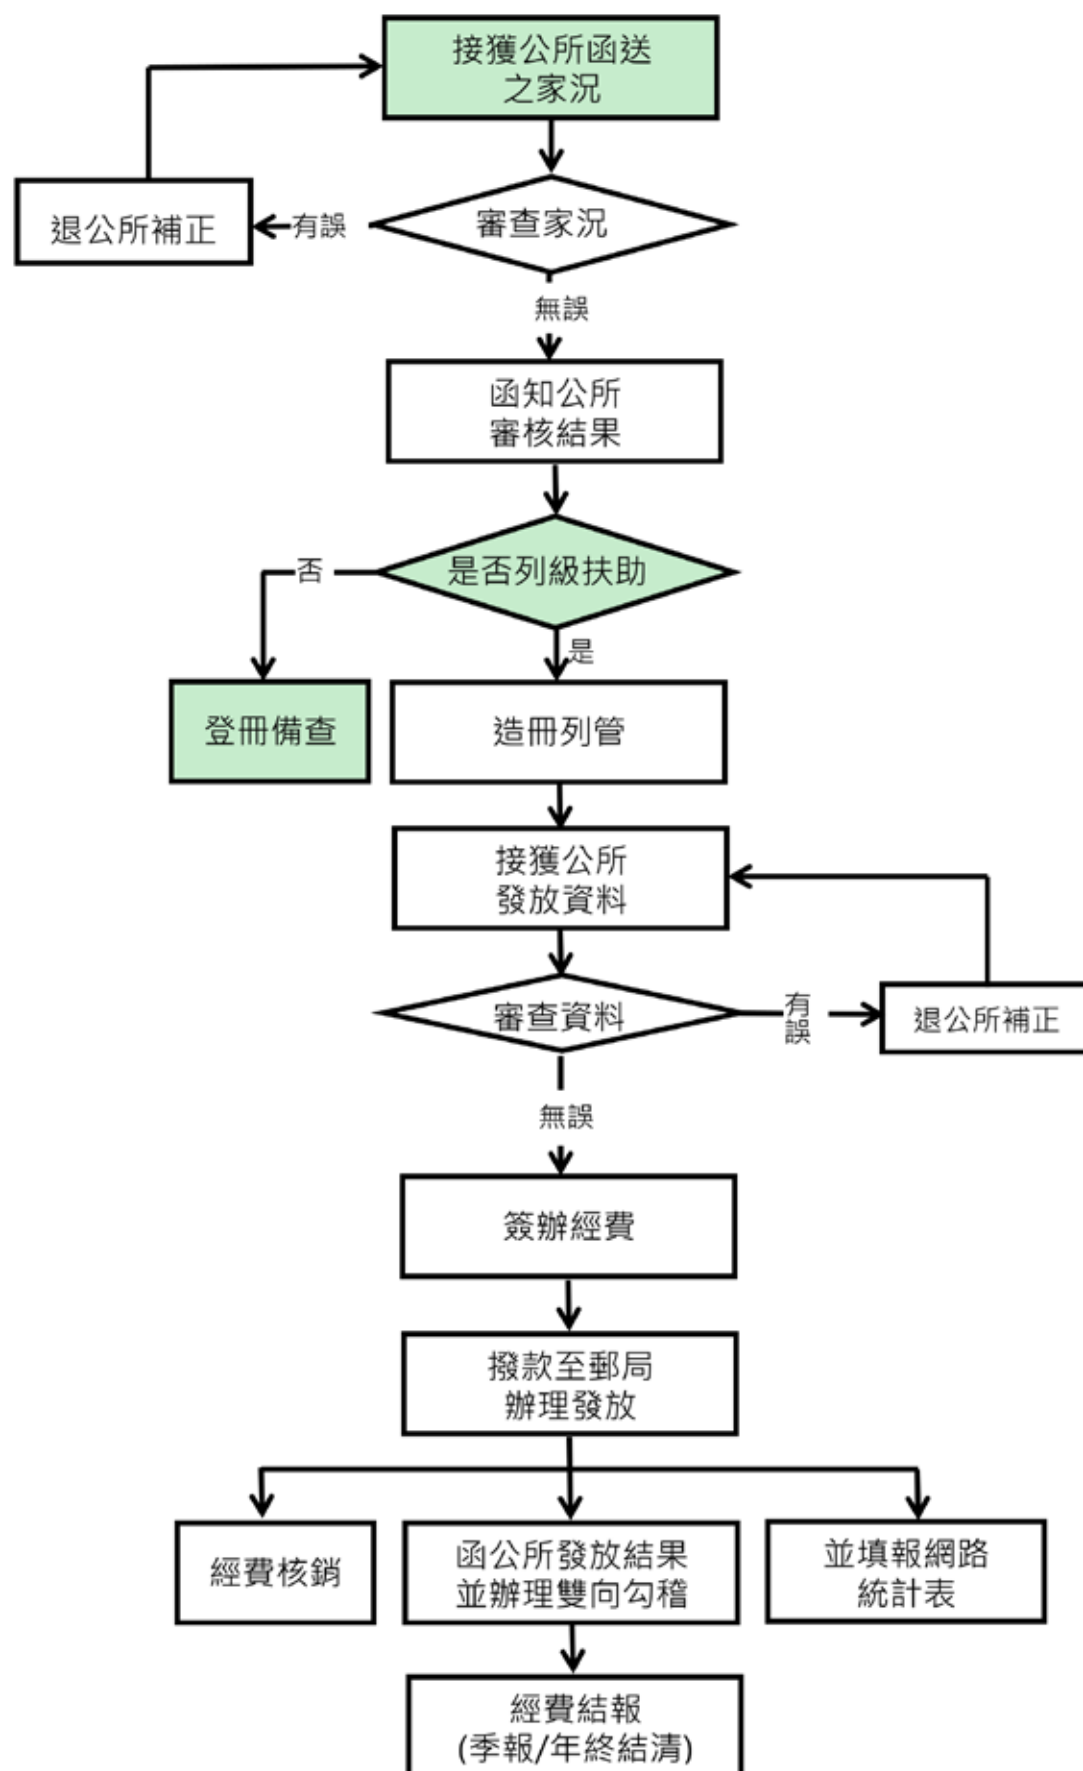 接獲公所函送
之家況
審查家況
有誤
退公所補正
無誤
函知公所
審核結果
是否列級扶助
否
是
登冊備查
造冊列管
接獲公所
發放資料
審查資料
有
誤
退公所補正
無誤
簽辦經費
撥款至郵局
辦理發放
經費核銷
函公所發放結果
並辦理雙向勾稽
並填報網路
統計表
經費結報
(季報/年終結清)